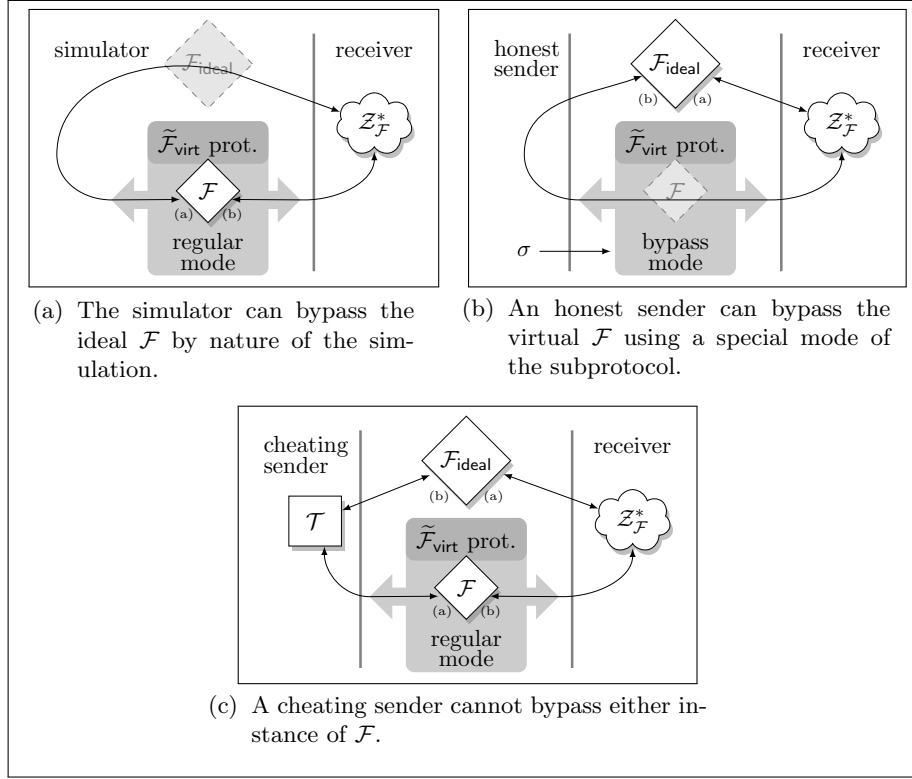 simulator
receiver
ℱideal
𝒵*ℱ
ℱ̃virt prot.
ℱ
(a) (b)
regular
mode
(a) The simulator can bypass the
ideal ℱ by nature of the sim-
ulation.
honest
sender
receiver
ℱideal
(b) (a)
𝒵*ℱ
ℱ̃virt prot.
ℱ
σ
bypass
mode
(b) An honest sender can bypass the
virtual ℱ using a special mode of
the subprotocol.
cheating
sender
receiver
ℱideal
(b) (a)
𝒯
𝒵*ℱ
ℱ̃virt prot.
ℱ
(a) (b)
regular
mode
(c) A cheating sender cannot bypass either in-
stance of ℱ.